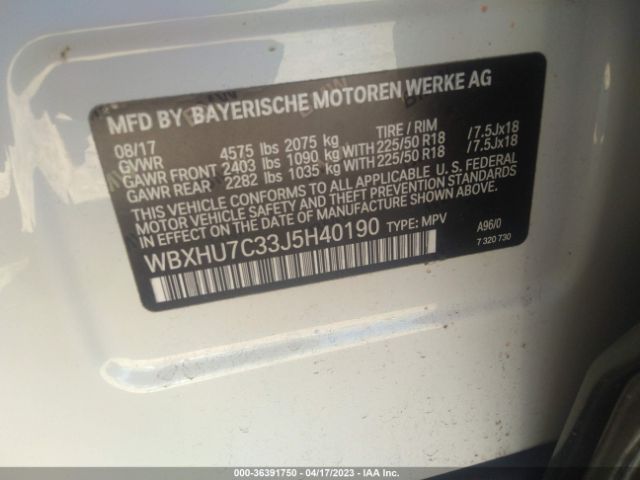 MFD BY BAYERISCHE MOTOREN WERKE AG
08/17 TIRE / RIM
GVWR 4575 lbs 2075 kg
GAWR FRONT 2403 lbs 1090 kg WITH 225/50 R18 / 7.5Jx18
GAWR REAR 2282 lbs 1035 kg WITH 225/50 R18 / 7.5Jx18
THIS VEHICLE CONFORMS TO ALL APPLICABLE U. S. FEDERAL
MOTOR VEHICLE SAFETY AND THEFT PREVENTION STANDARDS
IN EFFECT ON THE DATE OF MANUFACTURE SHOWN ABOVE.
WBXHU7C33J5H40190 TYPE: MPV A96/0
7 320 730
000-36391750 - 04/17/2023 - IAA Inc.